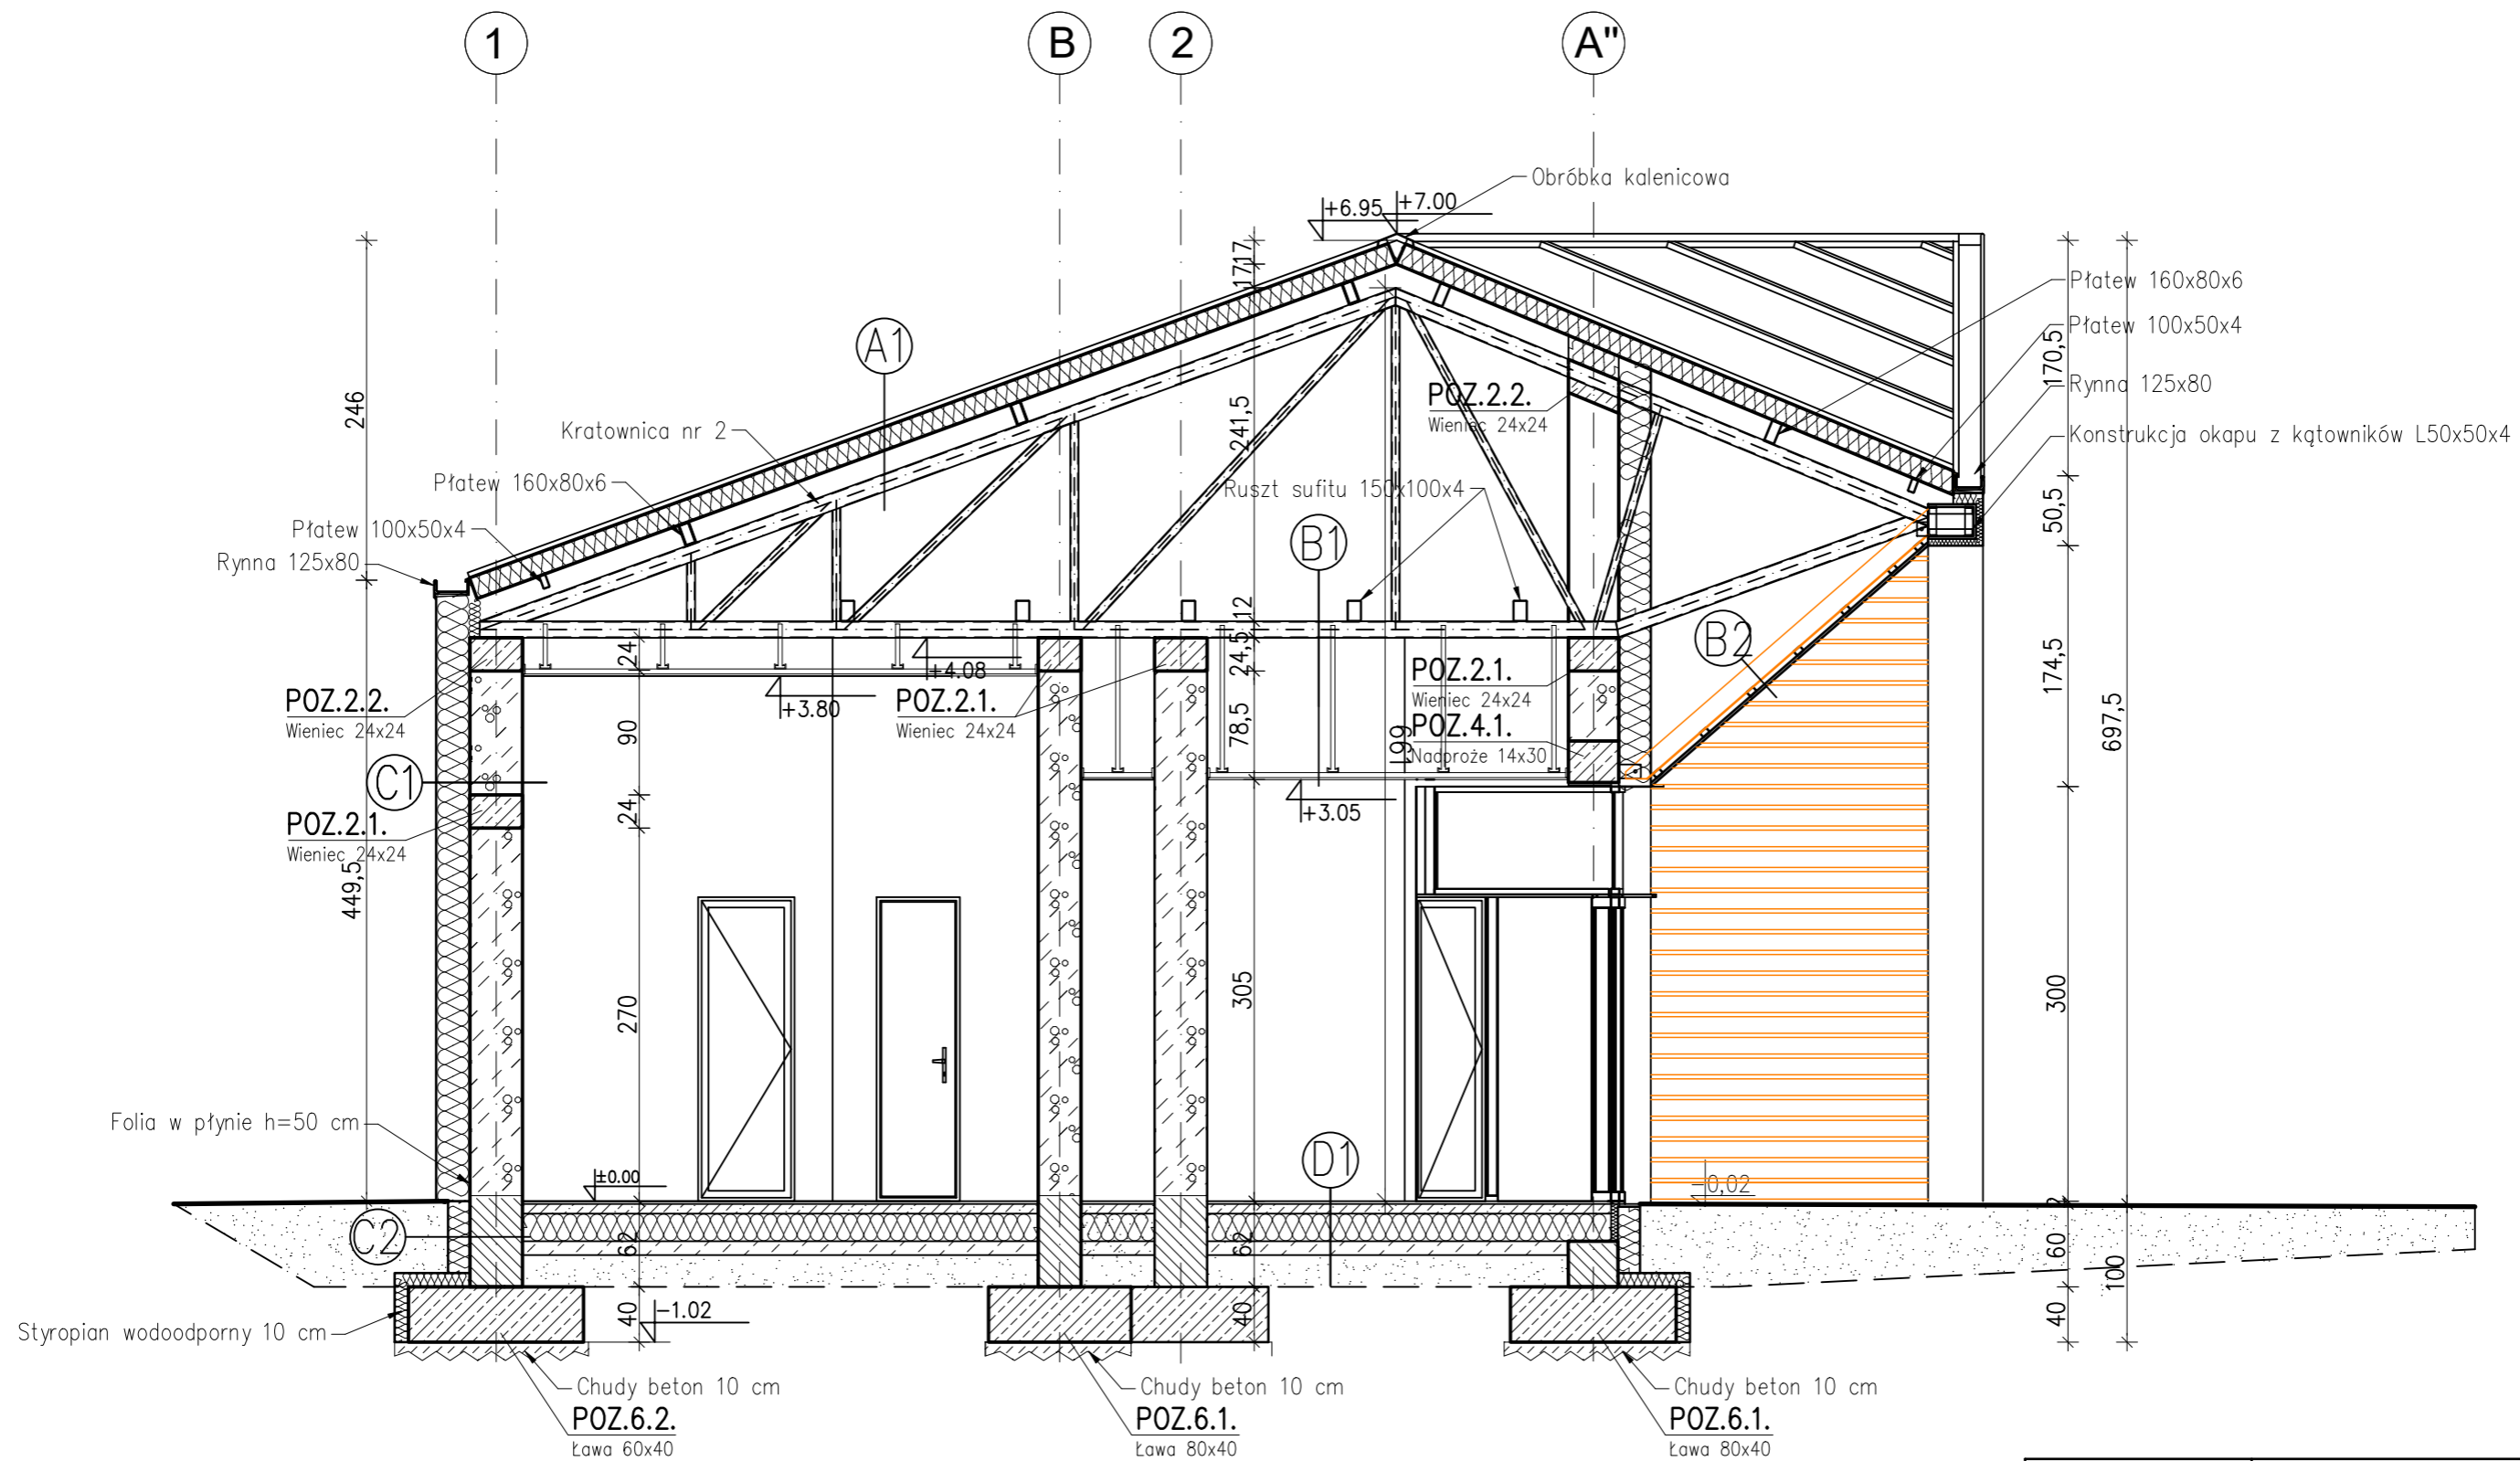 1
B
2
A"
Obróbka kalenicowa
+6.95
+7.00
17
17
Płatew 160x80x6
Płatew 100x50x4
170,5
Rynna 125x80
Konstrukcja okapu z kątowników L50x50x4
A1
246
241,5
POZ.2.2.
Wieniec 24x24
Kratownica nr 2
Płatew 160x80x6
Ruszt sufitu 150x100x4
Płatew 100x50x4
Rynna 125x80
B1
50,5
12
24
24,5
+4.08
B2
174,5
POZ.2.2.
Wieniec 24x24
+3.80
POZ.2.1.
Wieniec 24x24
POZ.2.1.
Wieniec 24x24
697,5
90
78,5
199
POZ.4.1.
Nadproże 14x30
C1
24
+3.05
POZ.2.1.
Wieniec 24x24
449,5
270
305
300
Folia w płynie h=50 cm
±0.00
D1
-0,02
2
C2
62
62
60
100
40
-1.02
40
40
Styropian wodoodporny 10 cm
Chudy beton 10 cm
POZ.6.2.
Ława 60x40
Chudy beton 10 cm
POZ.6.1.
Ława 80x40
Chudy beton 10 cm
POZ.6.1.
Ława 80x40